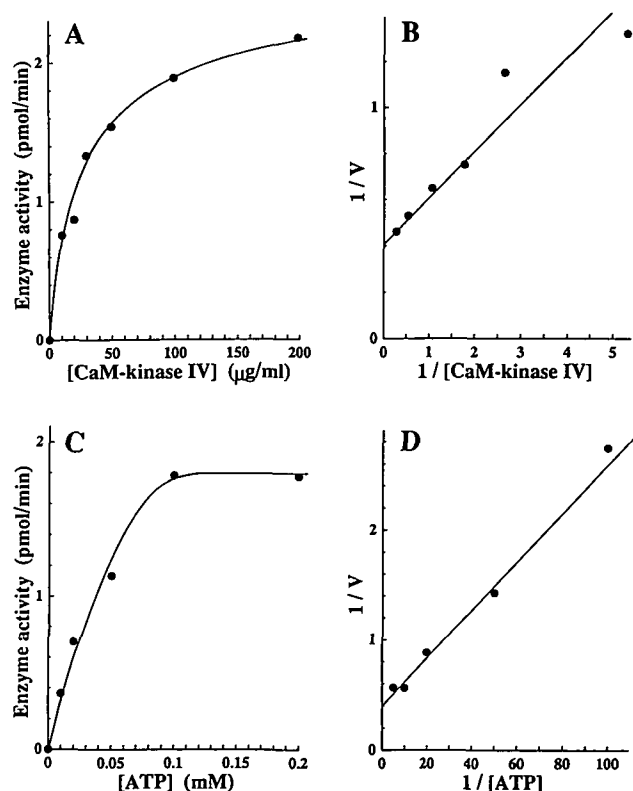 A
Enzyme activity (pmol/min)
2
1
0
0 50 100 150 200
[CaM-kinase IV] (μg/ml)
B
1 / V
1
0
0 1 2 3 4 5
1 / [CaM-kinase IV]
C
Enzyme activity (pmol/min)
2
1
0
0 0.05 0.1 0.15 0.2
[ATP] (mM)
D
1 / V
2
1
0
0 20 40 60 80 100
1 / [ATP]